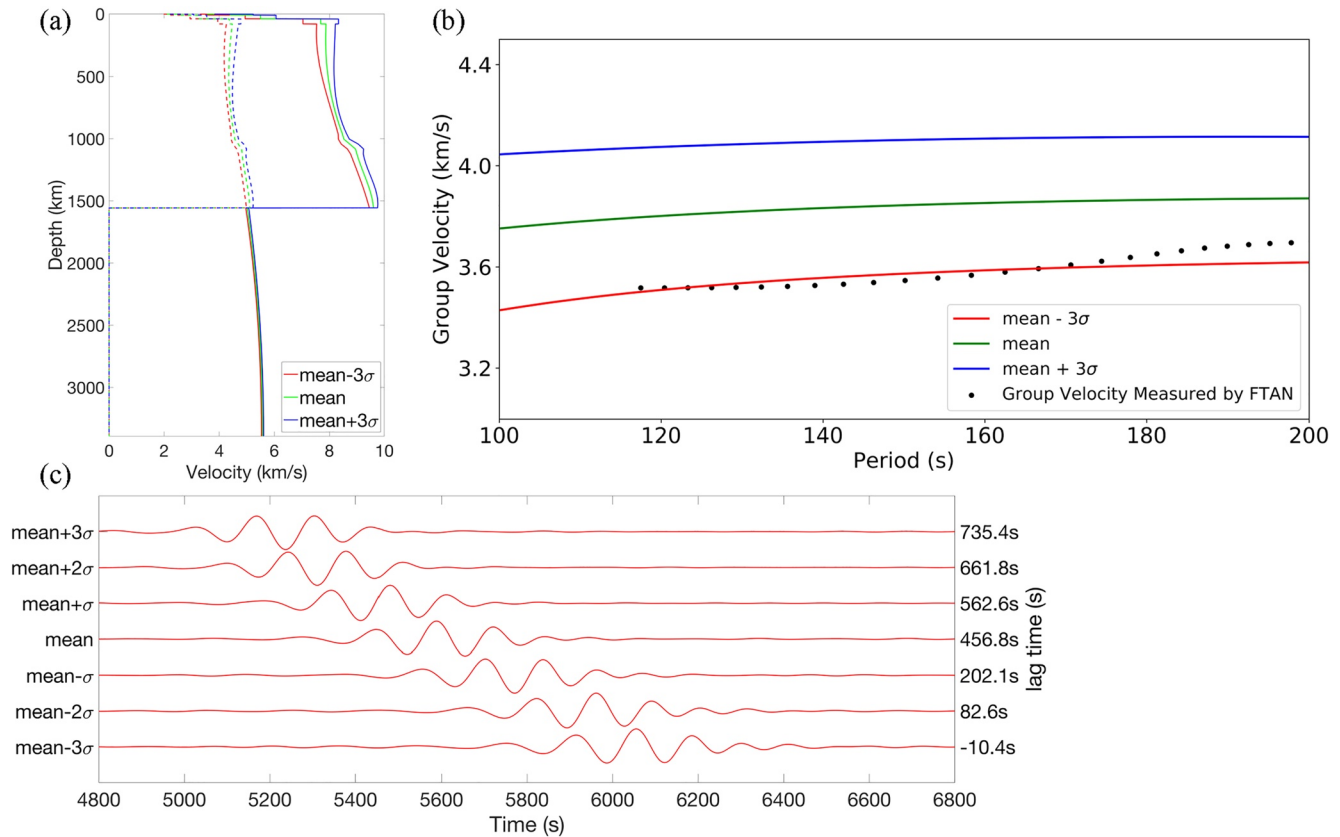 (a)
0
500
1000
1500
2000
2500
3000
Depth (km)
mean-3σ
mean
mean+3σ
0 2 4 6 8 10
Velocity (km/s)
(b)
4.4
4.0
3.6
3.2
Group Velocity (km/s)
mean - 3σ
mean
mean + 3σ
Group Velocity Measured by FTAN
100 120 140 160 180 200
Period (s)
(c)
mean+3σ 735.4s
mean+2σ 661.8s
mean+σ 562.6s
mean 456.8s
mean-σ 202.1s
mean-2σ 82.6s
mean-3σ -10.4s
lag time (s)
4800 5000 5200 5400 5600 5800 6000 6200 6400 6600 6800
Time (s)